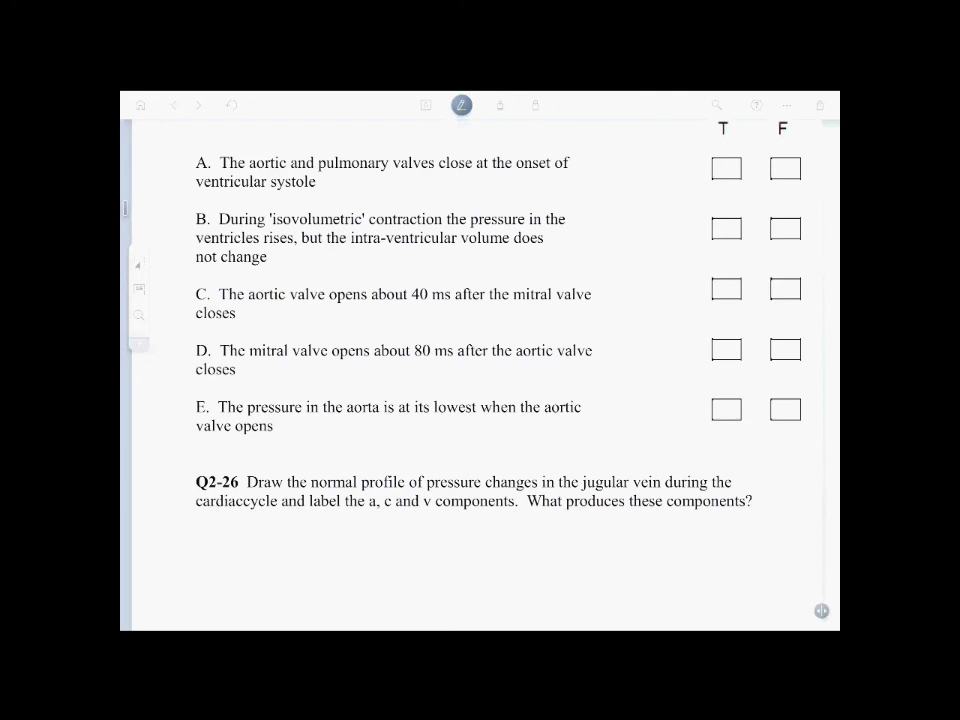 T F
A. The aortic and pulmonary valves close at the onset of
ventricular systole
B. During 'isovolumetric' contraction the pressure in the
ventricles rises, but the intra-ventricular volume does
not change
C. The aortic valve opens about 40 ms after the mitral valve
closes
D. The mitral valve opens about 80 ms after the aortic valve
closes
E. The pressure in the aorta is at its lowest when the aortic
valve opens
Q2-26 Draw the normal profile of pressure changes in the jugular vein during the
cardiaccycle and label the a, c and v components. What produces these components?